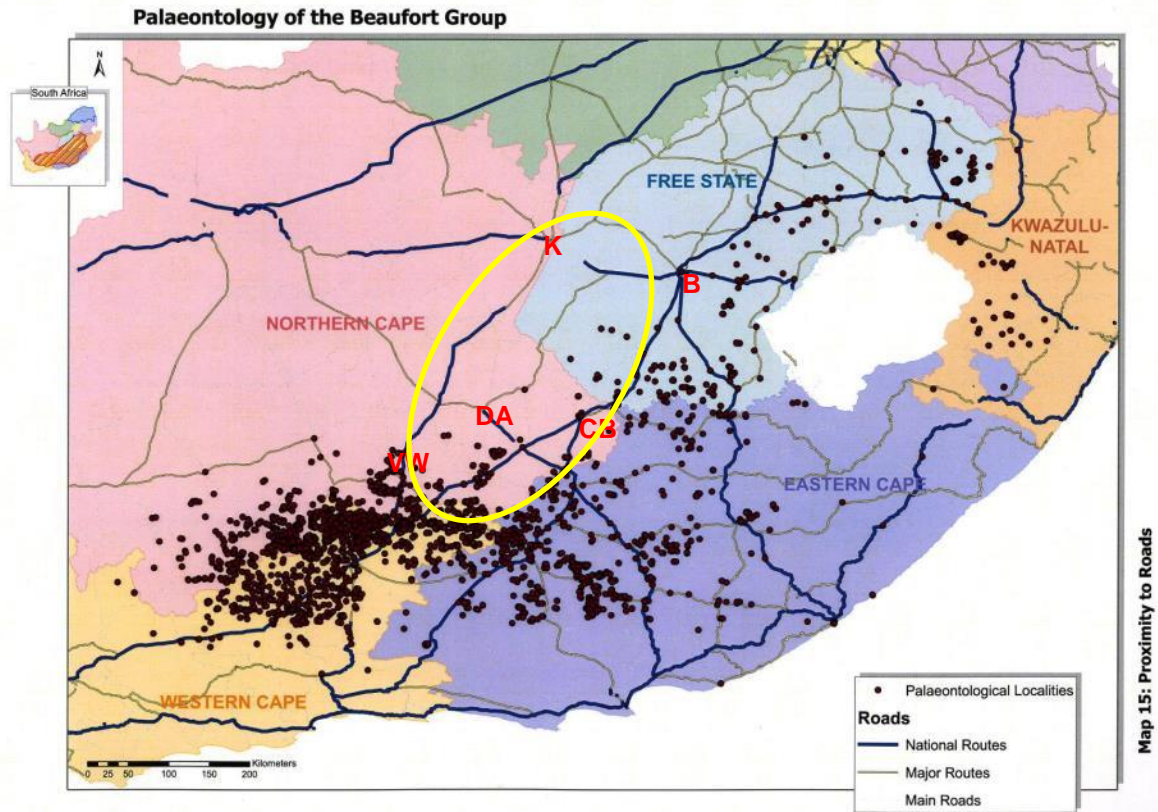 Palaeontology of the Beaufort Group
N
South Africa
FREE STATE
KWAZULU-
NATAL
K
B
NORTHERN CAPE
DA
CB
VW
EASTERN CAPE
WESTERN CAPE
Kilometers
0 25 50 100 150 200
Palaeontological Localities
Roads
National Routes
Major Routes
Main Roads
Map 15: Proximity to Roads